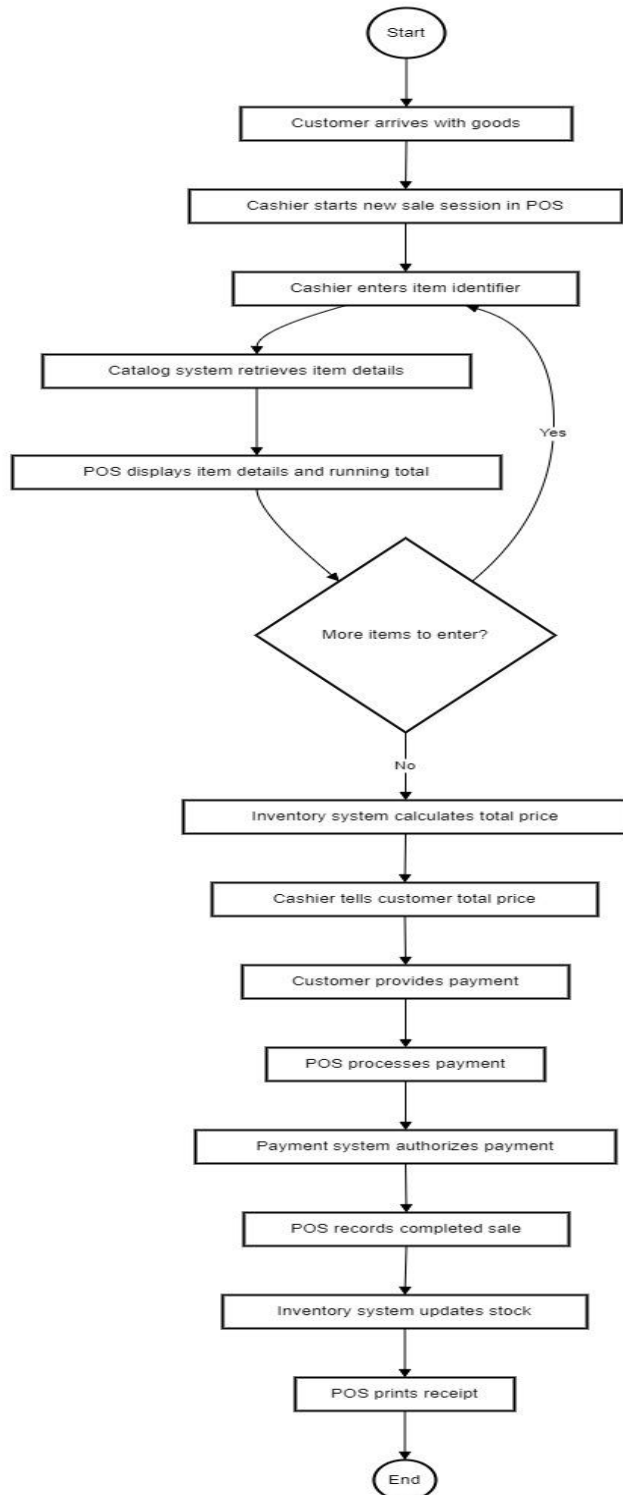 Start
Customer arrives with goods
Cashier starts new sale session in POS
Cashier enters item identifier
Catalog system retrieves item details
Yes
POS displays item details and running total
More items to enter?
No
Inventory system calculates total price
Cashier tells customer total price
Customer provides payment
POS processes payment
Payment system authorizes payment
POS records completed sale
Inventory system updates stock
POS prints receipt
End